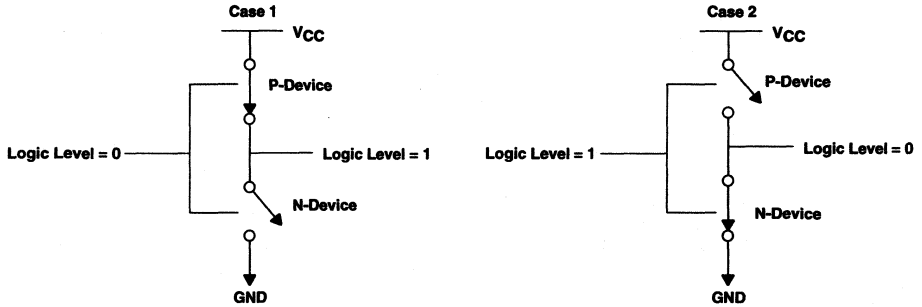 Case 1
VCC
P-Device
Logic Level = 0
Logic Level = 1
N-Device
GND
Case 2
VCC
P-Device
Logic Level = 1
Logic Level = 0
N-Device
GND